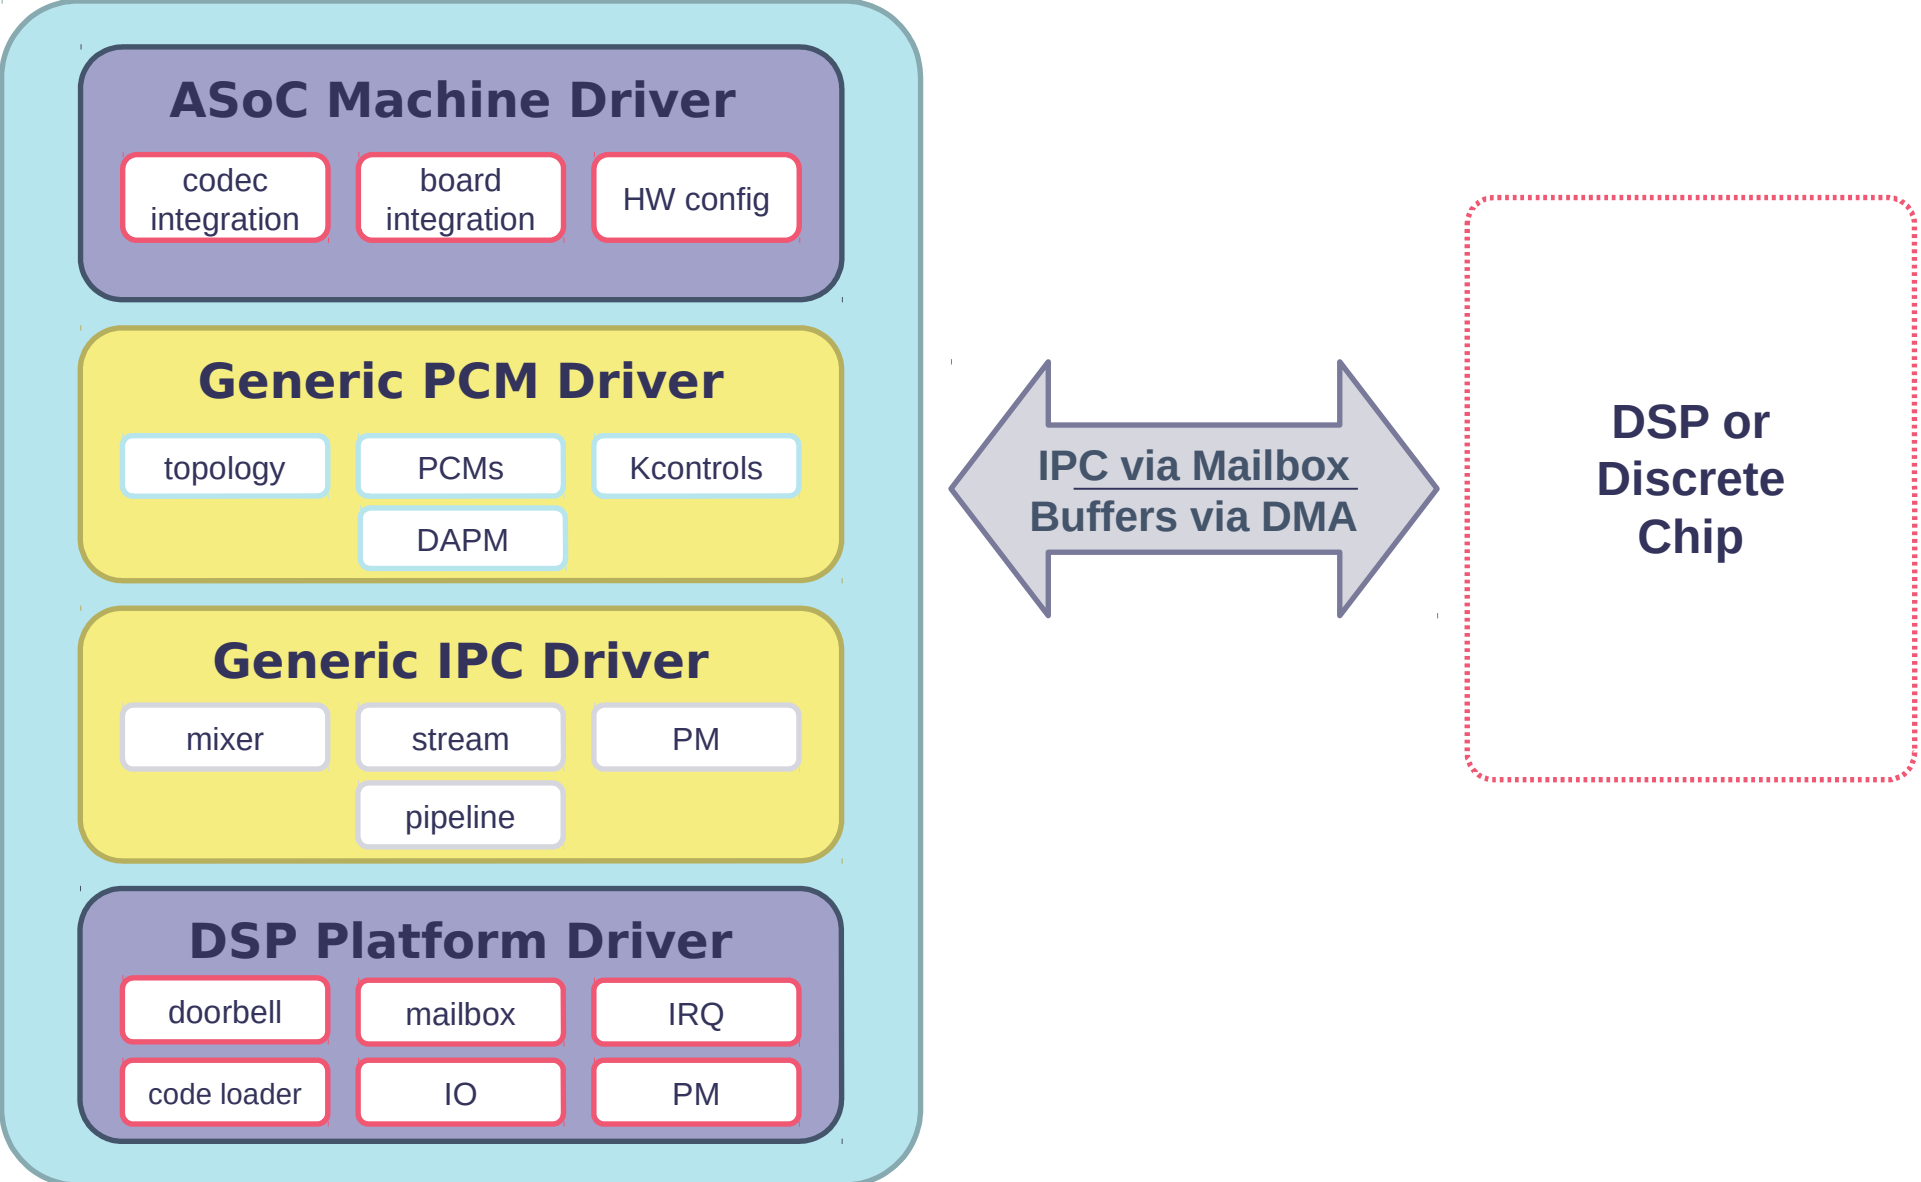 ASoC Machine Driver
codec
integration
board
integration
HW config
Generic PCM Driver
topology
PCMs
Kcontrols
DAPM
Generic IPC Driver
mixer
stream
PM
pipeline
DSP Platform Driver
doorbell
mailbox
IRQ
code loader
IO
PM
IPC via Mailbox
Buffers via DMA
DSP or
Discrete
Chip